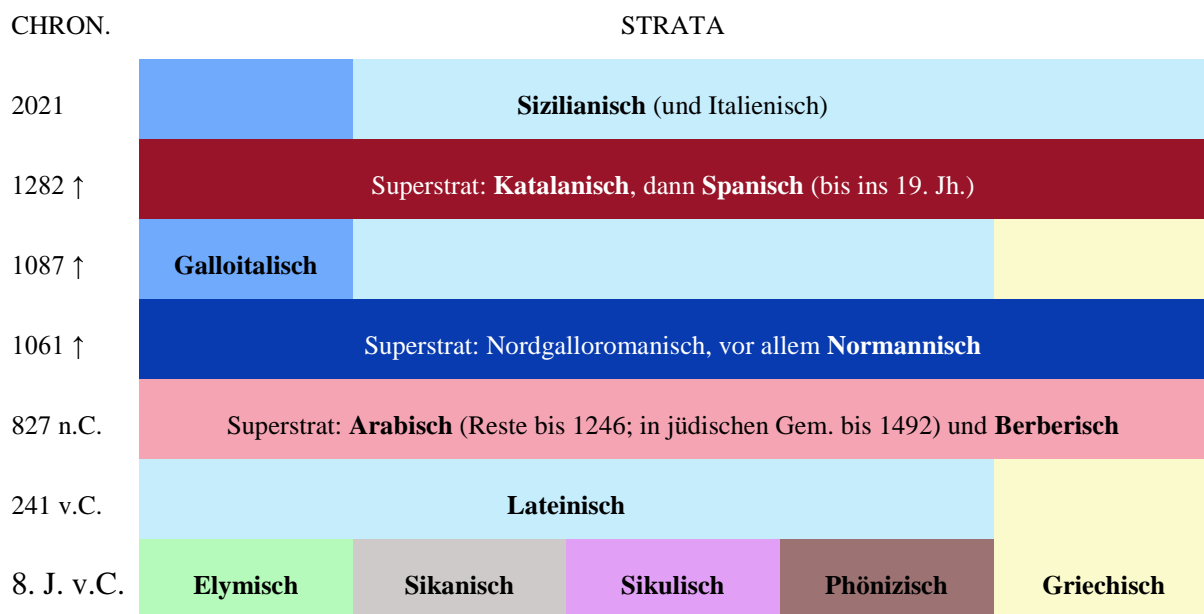 CHRON. STRATA
2021 Sizilianisch (und Italienisch)
1282 ↑ Superstrat: Katalanisch, dann Spanisch (bis ins 19. Jh.)
1087 ↑ Galloitalisch
1061 ↑ Superstrat: Nordgalloromanisch, vor allem Normannisch
827 n.C. Superstrat: Arabisch (Reste bis 1246; in jüdischen Gem. bis 1492) und Berberisch
241 v.C. Lateinisch
8. J. v.C. Elymisch Sikanisch Sikulisch Phönizisch Griechisch